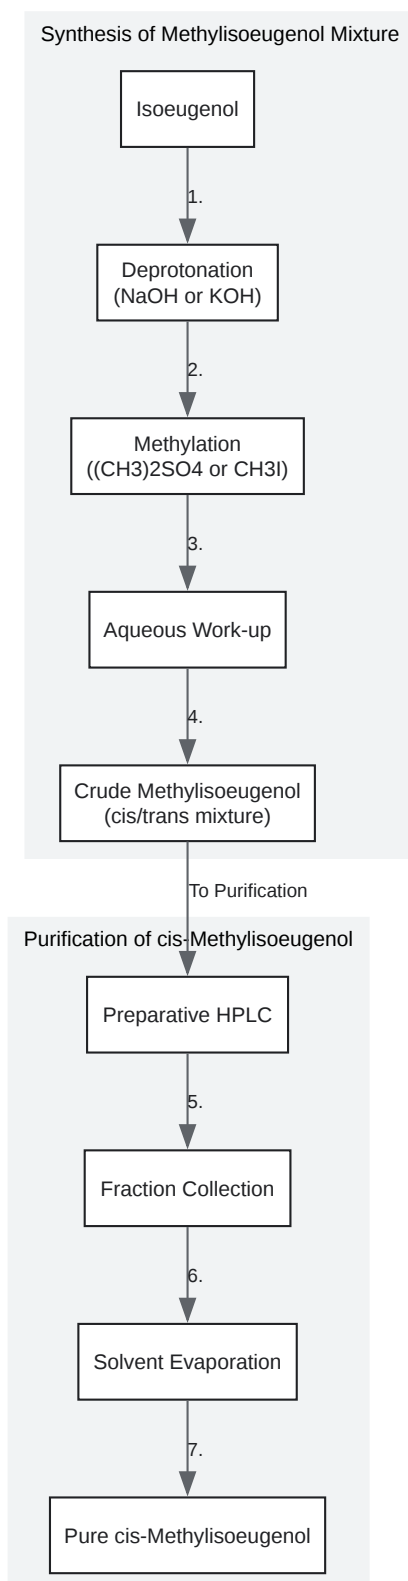 Synthesis of Methylisoeugenol Mixture
Isoeugenol
1.
Deprotonation
(NaOH or KOH)
2.
Methylation
((CH3)2SO4 or CH3I)
3.
Aqueous Work-up
4.
Crude Methylisoeugenol
(cis/trans mixture)
To Purification
Purification of cis-Methylisoeugenol
Preparative HPLC
5.
Fraction Collection
6.
Solvent Evaporation
7.
Pure cis-Methylisoeugenol